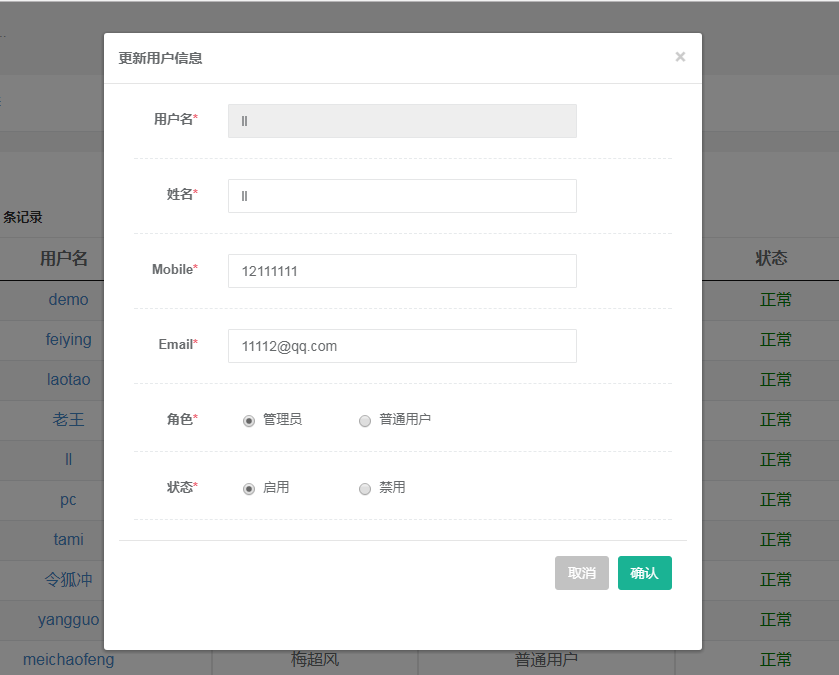 更新用户信息 ×
用户名* ll
姓名* ll
Mobile* 12111111
Email* 11112@qq.com
角色* 管理员 普通用户
状态* 启用 禁用
取消 确认
条记录
用户名 状态
demo 正常
feiying 正常
laotao 正常
老王 正常
ll 正常
pc 正常
tami 正常
令狐冲 正常
yangguo 正常
meichaofeng 梅超风 普通用户 正常